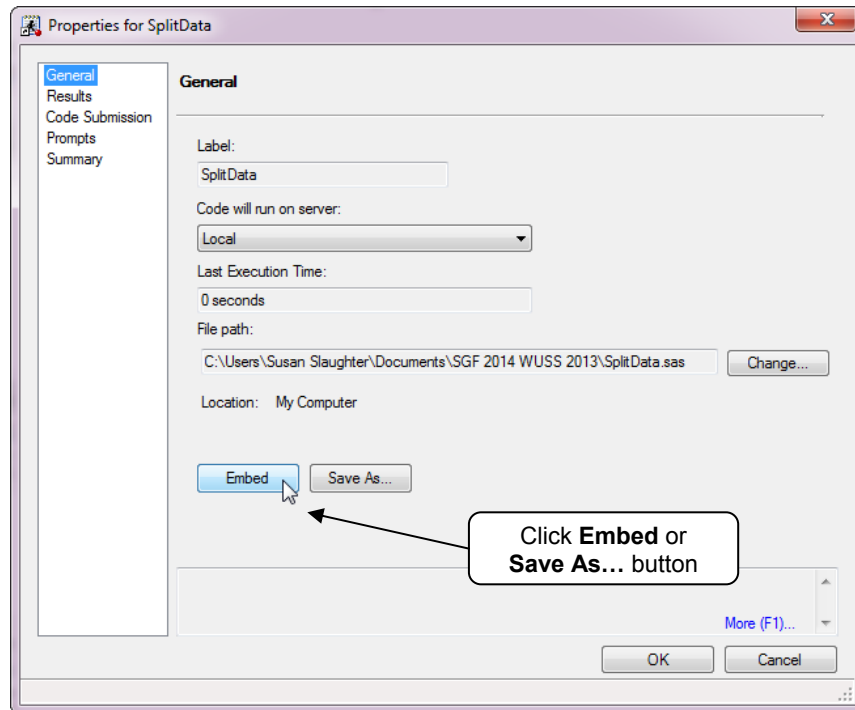 Properties for SplitData
x
General
Results
Code Submission
Prompts
Summary
General
Label:
SplitData
Code will run on server:
Local
Last Execution Time:
0 seconds
File path:
C:\Users\Susan Slaughter\Documents\SGF 2014 WUSS 2013\SplitData.sas
Change...
Location: My Computer
Embed
Save As...
Click Embed or
Save As… button
More (F1)...
OK
Cancel